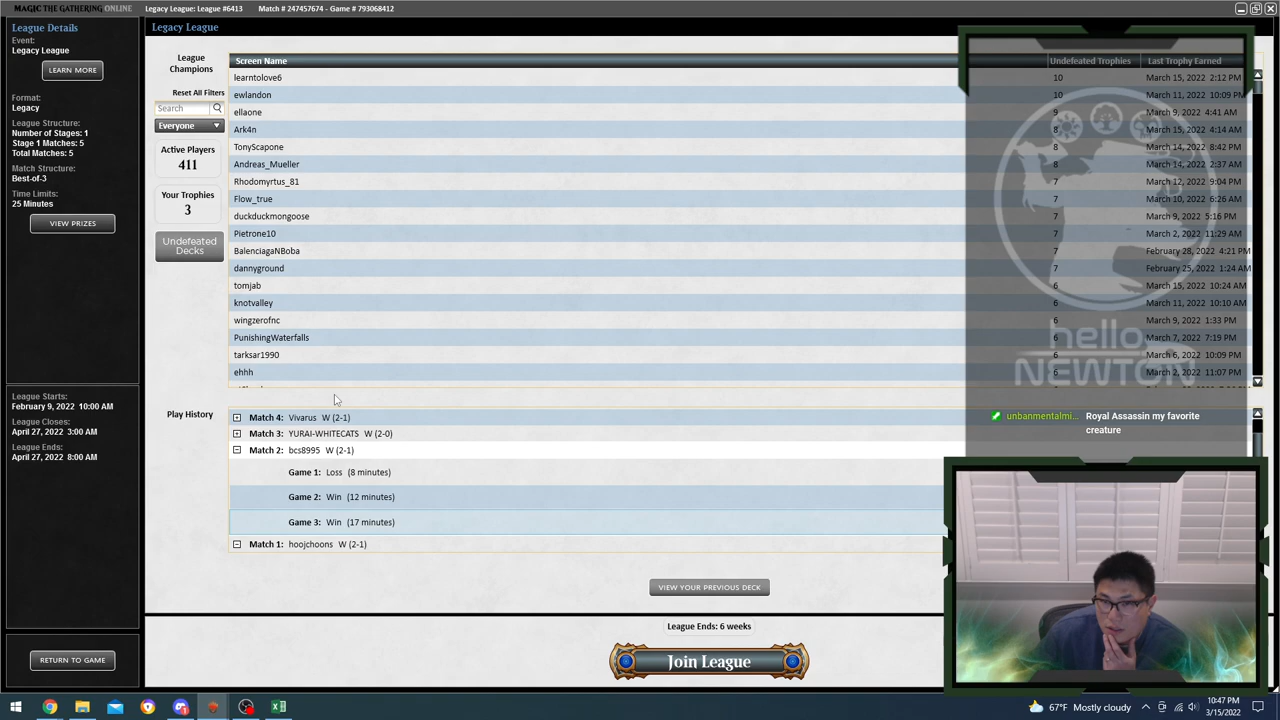 MAGIC THE GATHERING ONLINE
Legacy League: League #6413
Match # 247457674 - Game # 793068412
League Details
Event:
Legacy League
LEARN MORE
Format:
Legacy
League Structure:
Number of Stages: 1
Stage 1 Matches: 5
Total Matches: 5
Match Structure:
Best-of-3
Time Limits:
25 Minutes
VIEW PRIZES
League Starts:
February 9, 2022 10:00 AM
League Closes:
April 27, 2022 3:00 AM
League Ends:
April 27, 2022 8:00 AM
RETURN TO GAME
Legacy League
League
Champions
Reset All Filters
Search
Everyone
Active Players
411
Your Trophies
3
Undefeated
Decks
Screen Name Undefeated Trophies Last Trophy Earned
learntolove6 10 March 15, 2022 2:12 PM
ewlandon 10 March 11, 2022 10:09 PM
ellaone 9 March 9, 2022 4:41 AM
Ark4n 8 March 15, 2022 4:14 AM
TonyScapone 8 March 14, 2022 8:42 PM
Andreas_Mueller 8 March 14, 2022 2:37 AM
Rhodomyrtus_81 7 March 12, 2022 9:04 PM
Flow_true 7 March 10, 2022 6:26 AM
duckduckmongoose 7 March 9, 2022 5:16 PM
Pietrone10 7 March 2, 2022 11:29 AM
BalenciagaNBoba 7 February 28, 2022 4:21 PM
dannyground 7 February 25, 2022 1:24 AM
tomjab 6 March 15, 2022 10:24 AM
knotvalley 6 March 11, 2022 10:10 AM
wingzerofnc 6 March 9, 2022 1:33 PM
PunishingWaterfalls 6 March 7, 2022 7:19 PM
tarksar1990 6 March 6, 2022 10:09 PM
ehhh 6 March 2, 2022 11:07 PM
hello,
NEWTON
Play History
Match 4: Vivarus W (2-1)
Match 3: YURAI-WHITECATS W (2-0)
Match 2: bcs8995 W (2-1)
Game 1: Loss (8 minutes)
Game 2: Win (12 minutes)
Game 3: Win (17 minutes)
Match 1: hoojchoons W (2-1)
unbanmentalmi... Royal Assassin my favorite
creature
VIEW YOUR PREVIOUS DECK
League Ends: 6 weeks
Join League
67°F Mostly cloudy
10:47 PM
3/15/2022